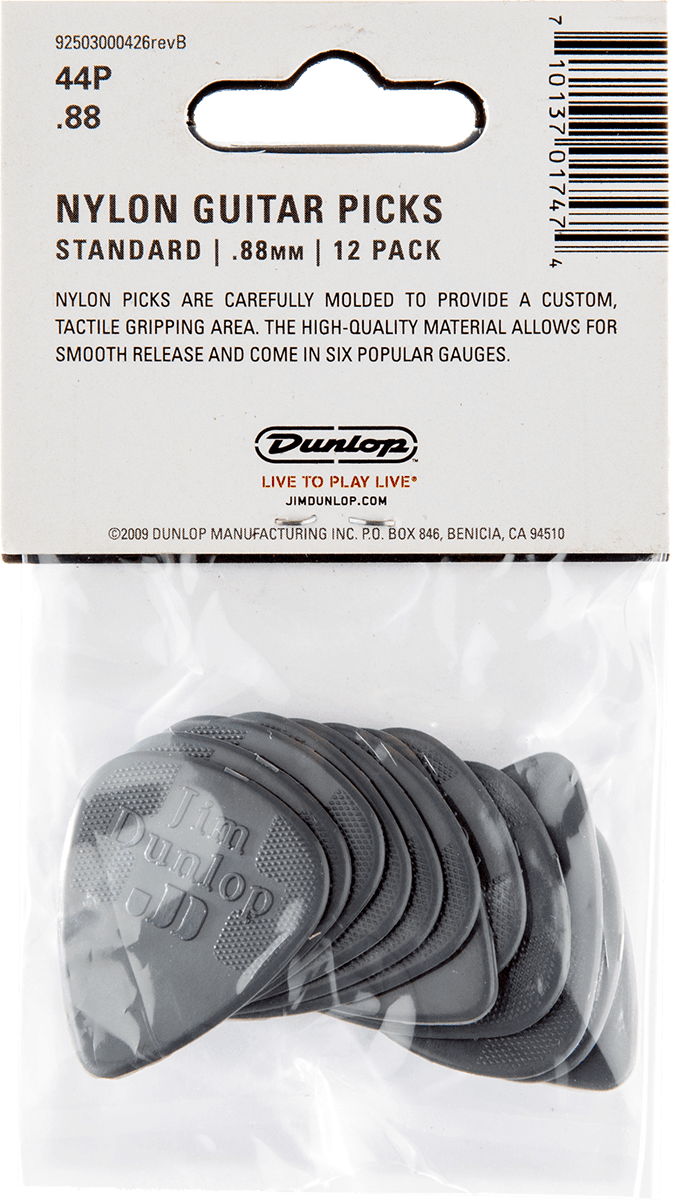 92503000426revB
44P
.88
7 10137 01747 4
NYLON GUITAR PICKS
STANDARD | .88MM | 12 PACK
NYLON PICKS ARE CAREFULLY MOLDED TO PROVIDE A CUSTOM,
TACTILE GRIPPING AREA. THE HIGH-QUALITY MATERIAL ALLOWS FOR
SMOOTH RELEASE AND COME IN SIX POPULAR GAUGES.
Dunlop™
LIVE TO PLAY LIVE®
JIMDUNLOP.COM
©2009 DUNLOP MANUFACTURING INC. P.O. BOX 846, BENICIA, CA 94510
Jim
Dunlop
JD